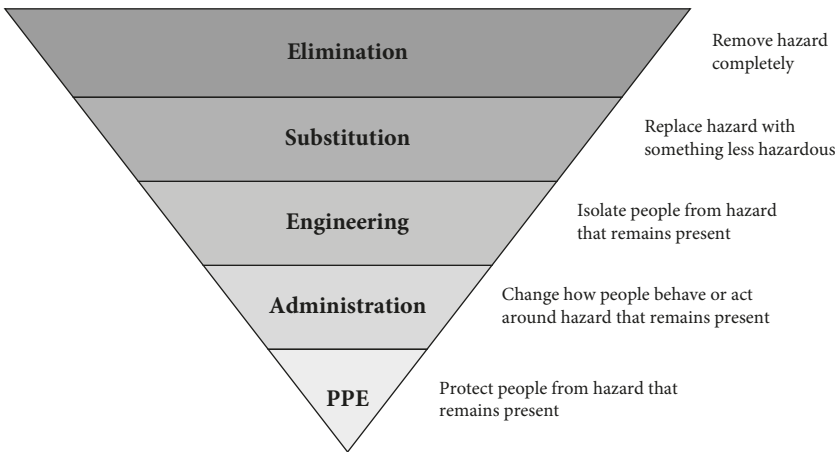 Elimination
Remove hazard
completely
Substitution
Replace hazard with
something less hazardous
Engineering
Isolate people from hazard
that remains present
Administration
Change how people behave or act
around hazard that remains present
PPE
Protect people from hazard that
remains present